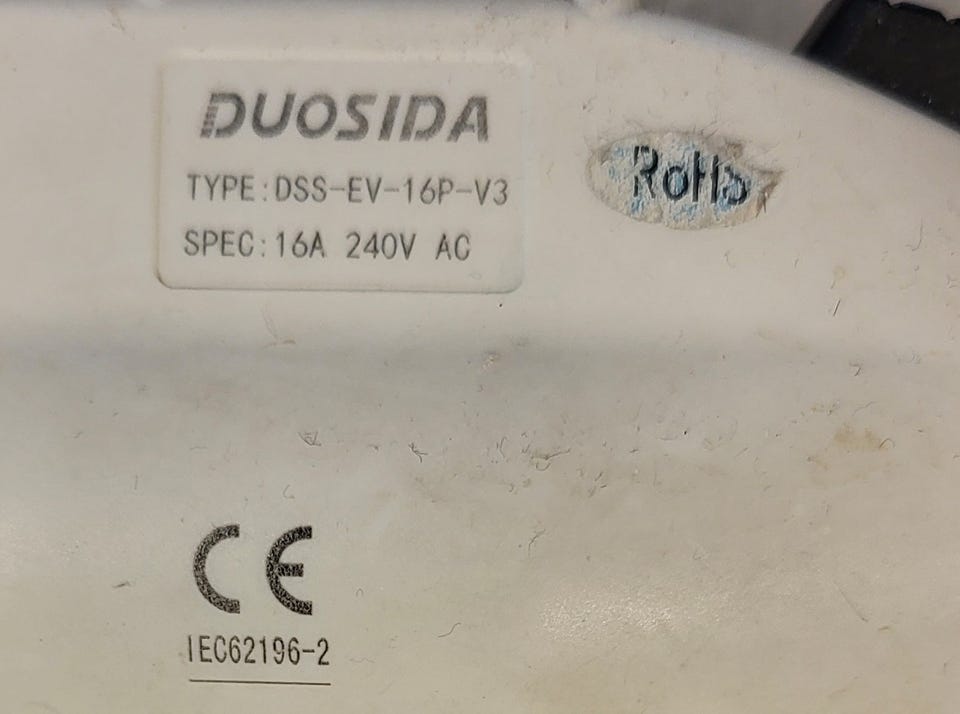 DUOSIDA
TYPE:DSS-EV-16P-V3
SPEC:16A 240V AC
RoHS
CE
IEC62196-2